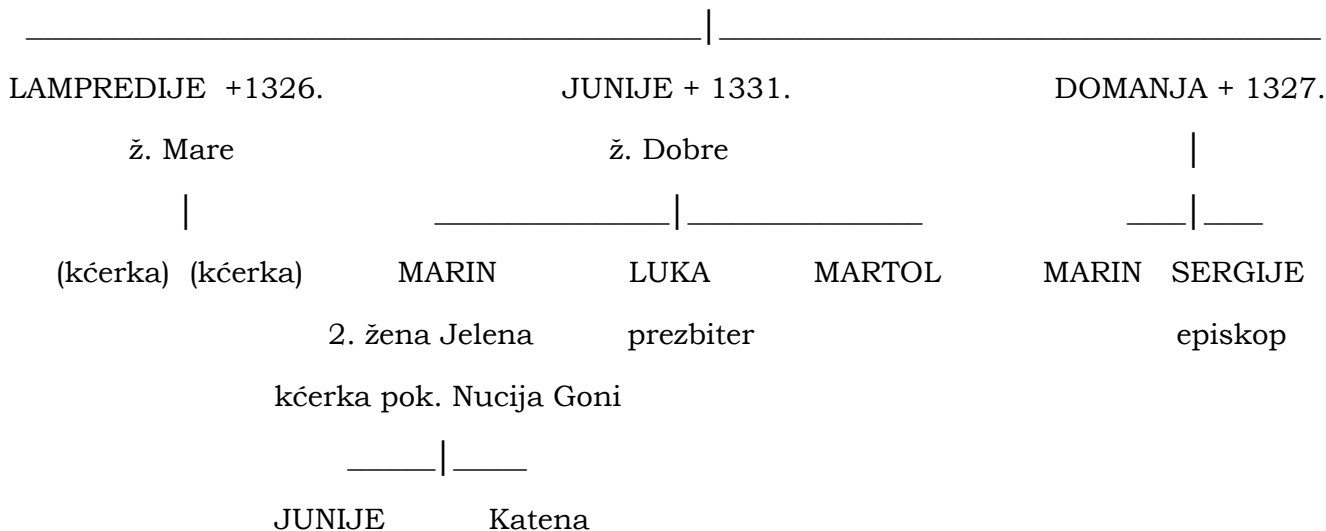 LAMPREDIJE +1326. JUNIJE + 1331. DOMANJA + 1327.
ž. Mare ž. Dobre
(kćerka) (kćerka) MARIN LUKA MARTOL MARIN SERGIJE
2. žena Jelena prezbiter episkop
kćerka pok. Nucija Goni
JUNIJE Katena